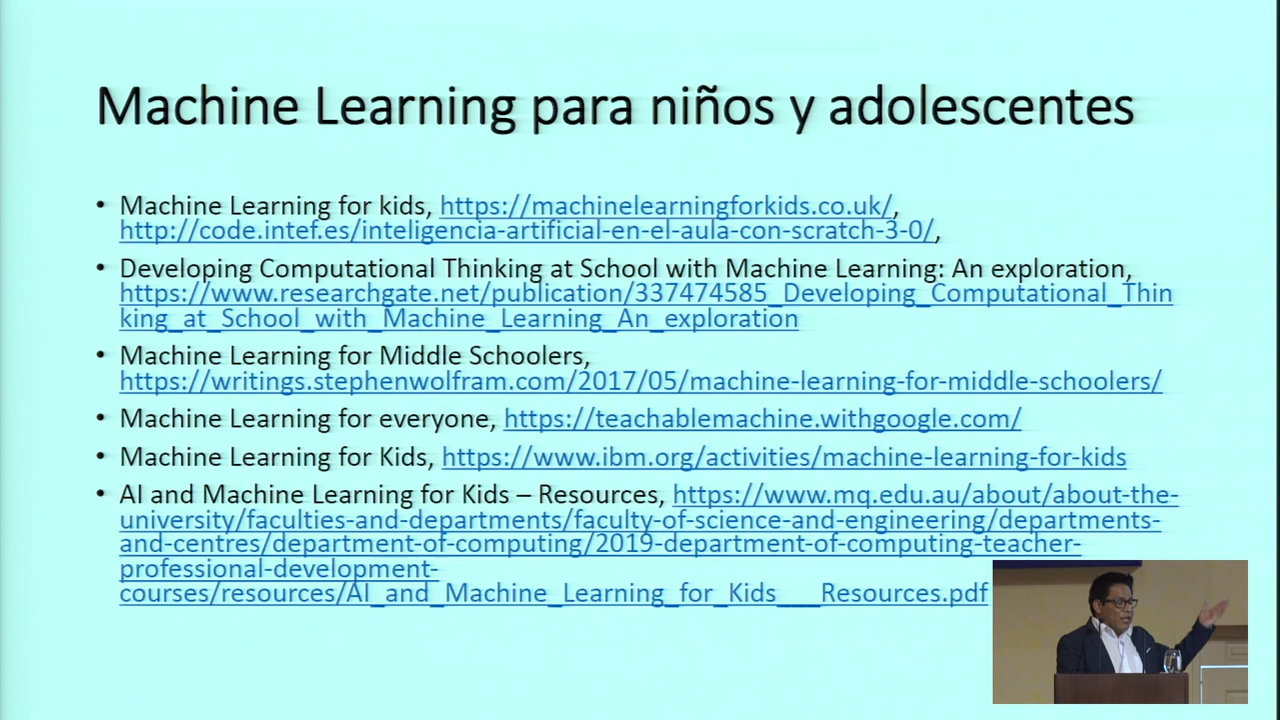 Machine Learning para niños y adolescentes
• Machine Learning for kids, https://machinelearningforkids.co.uk/,
http://code.intef.es/inteligencia-artificial-en-el-aula-con-scratch-3-0/,
• Developing Computational Thinking at School with Machine Learning: An exploration,
https://www.researchgate.net/publication/337474585_Developing_Computational_Thin
king_at_School_with_Machine_Learning_An_exploration
• Machine Learning for Middle Schoolers,
https://writings.stephenwolfram.com/2017/05/machine-learning-for-middle-schoolers/
• Machine Learning for everyone, https://teachablemachine.withgoogle.com/
• Machine Learning for Kids, https://www.ibm.org/activities/machine-learning-for-kids
• AI and Machine Learning for Kids – Resources, https://www.mq.edu.au/about/about-the-
university/faculties-and-departments/faculty-of-science-and-engineering/departments-
and-centres/department-of-computing/2019-department-of-computing-teacher-
professional-development-
courses/resources/AI_and_Machine_Learning_for_Kids___Resources.pdf